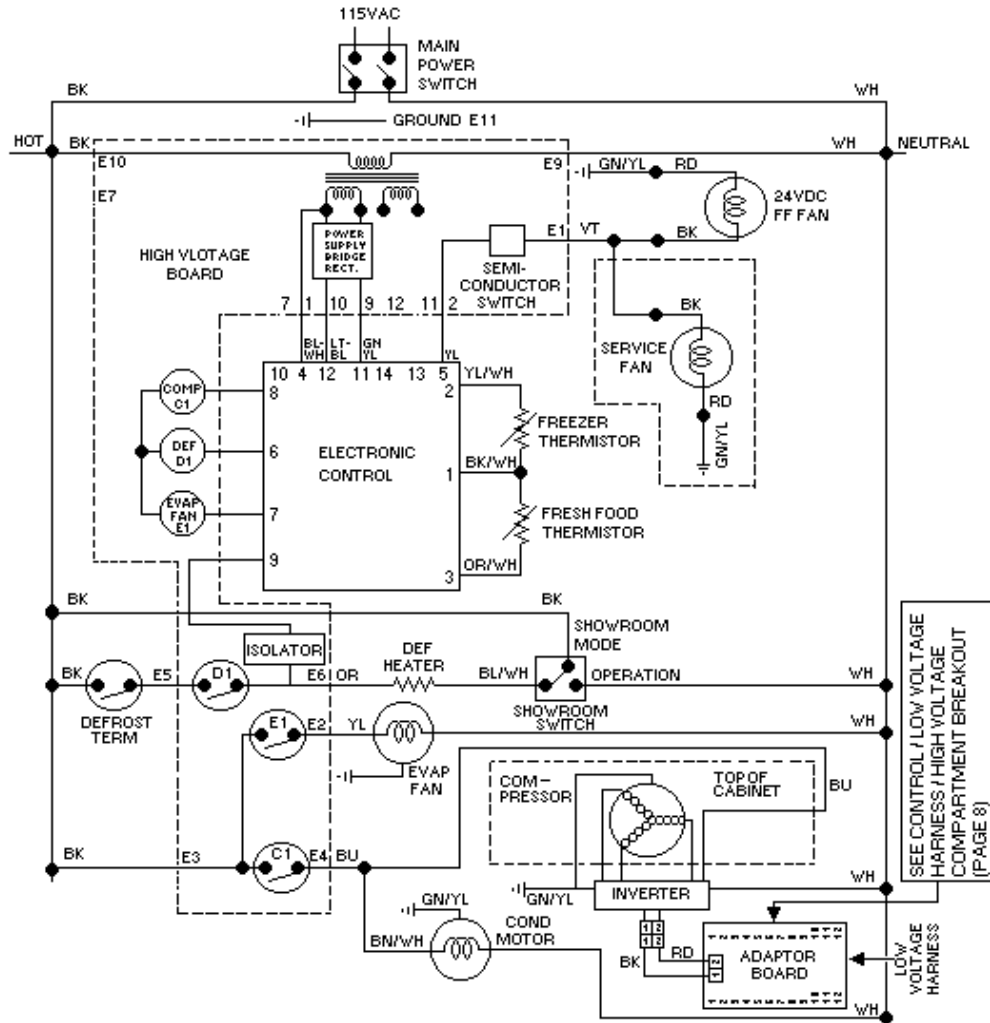 115VAC
MAIN
POWER
SWITCH
BK
WH
GROUND E11
HOT
BK
WH
NEUTRAL
E10
E9
GN/YL
RD
E7
24VDC
FF FAN
E1
VT
BK
HIGH VLOTAGE
BOARD
POWER
SUPPLY
BRIDGE
RECT.
SEMI-
CONDUCTOR
SWITCH
7 1 10 9 12 11 2
BK
SERVICE
FAN
RD
GN/YL
BL-
WH
LT-
BL
GN
YL
YL
10 4 12 11 14 13 5
YL/WH
COMP
C1
8
2
FREEZER
THERMISTOR
DEF
D1
6
ELECTRONIC
CONTROL
BK/WH
1
EVAP
FAN
E1
7
FRESH FOOD
THERMISTOR
9
OR/WH
3
BK
BK
SHOWROOM
MODE
ISOLATOR
DEF
HEATER
BK
E5
D1
E6
OR
BL/WH
OPERATION
WH
DEFROST
TERM
SHOWROOM
SWITCH
E1
E2
YL
WH
EVAP
FAN
COM-
PRESSOR
TOP OF
CABINET
BU
BK
E3
C1
E4
BU
GN/YL
INVERTER
WH
GN/YL
COND
MOTOR
BN/WH
1 2
1 2
BK
RD
2
1
ADAPTOR
BOARD
LOW
VOLTAGE
HARNESS
WH
SEE CONTROL / LOW VOLTAGE
HARNESS / HIGH VOLTAGE
COMPARTMENT BREAKOUT
(PAGE 8)